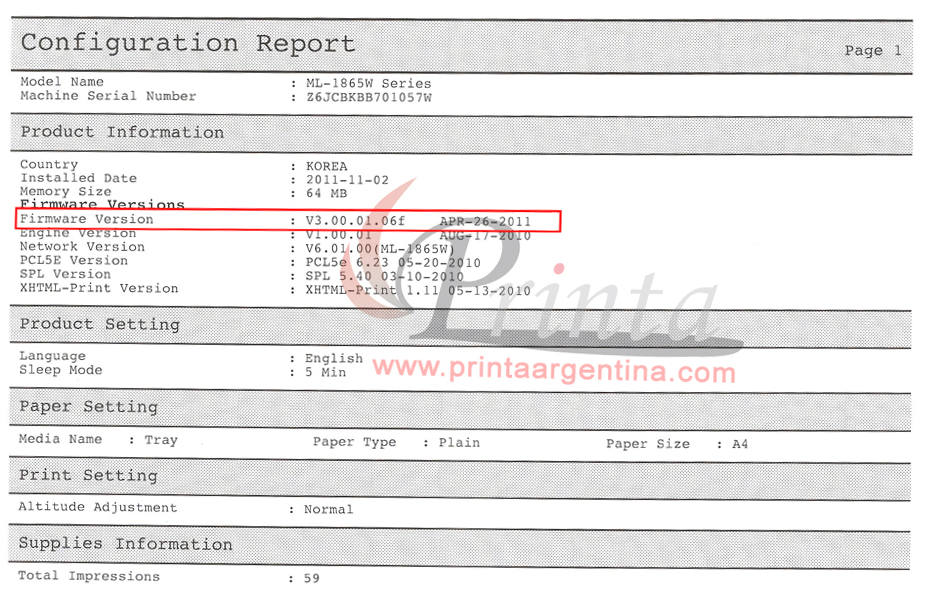 Configuration Report
Page 1
Model Name : ML-1865W Series
Machine Serial Number : Z6JCBKBB701057W
Product Information
Country : KOREA
Installed Date : 2011-11-02
Memory Size : 64 MB
Firmware Versions
Firmware Version : V3.00.01.06f APR-26-2011
Engine Version : V1.00.01 AUG-17-2010
Network Version : V6.01.00(ML-1865W)
PCL5E Version : PCL5e 6.23 05-20-2010
SPL Version : SPL 5.40 03-10-2010
XHTML-Print Version : XHTML-Print 1.11 05-13-2010
Printa
Product Setting
Language : English
Sleep Mode : 5 Min
www.printaargentina.com
Paper Setting
Media Name : Tray Paper Type : Plain Paper Size : A4
Print Setting
Altitude Adjustment : Normal
Supplies Information
Total Impressions : 59